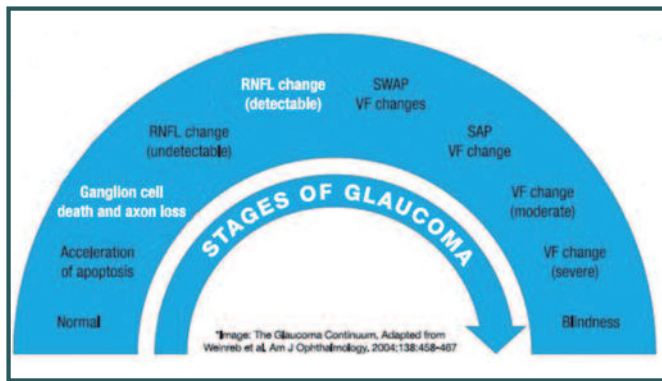 Normal
Acceleration
of apoptosis
Ganglion cell
death and axon loss
RNFL change
(undetectable)
RNFL change
(detectable)
SWAP
VF changes
SAP
VF change
VF change
(moderate)
VF change
(severe)
Blindness
STAGES OF GLAUCOMA
*Image: The Glaucoma Continuum, Adapted from
Weinreb et al, Am J Ophthalmology, 2004;138:458-467